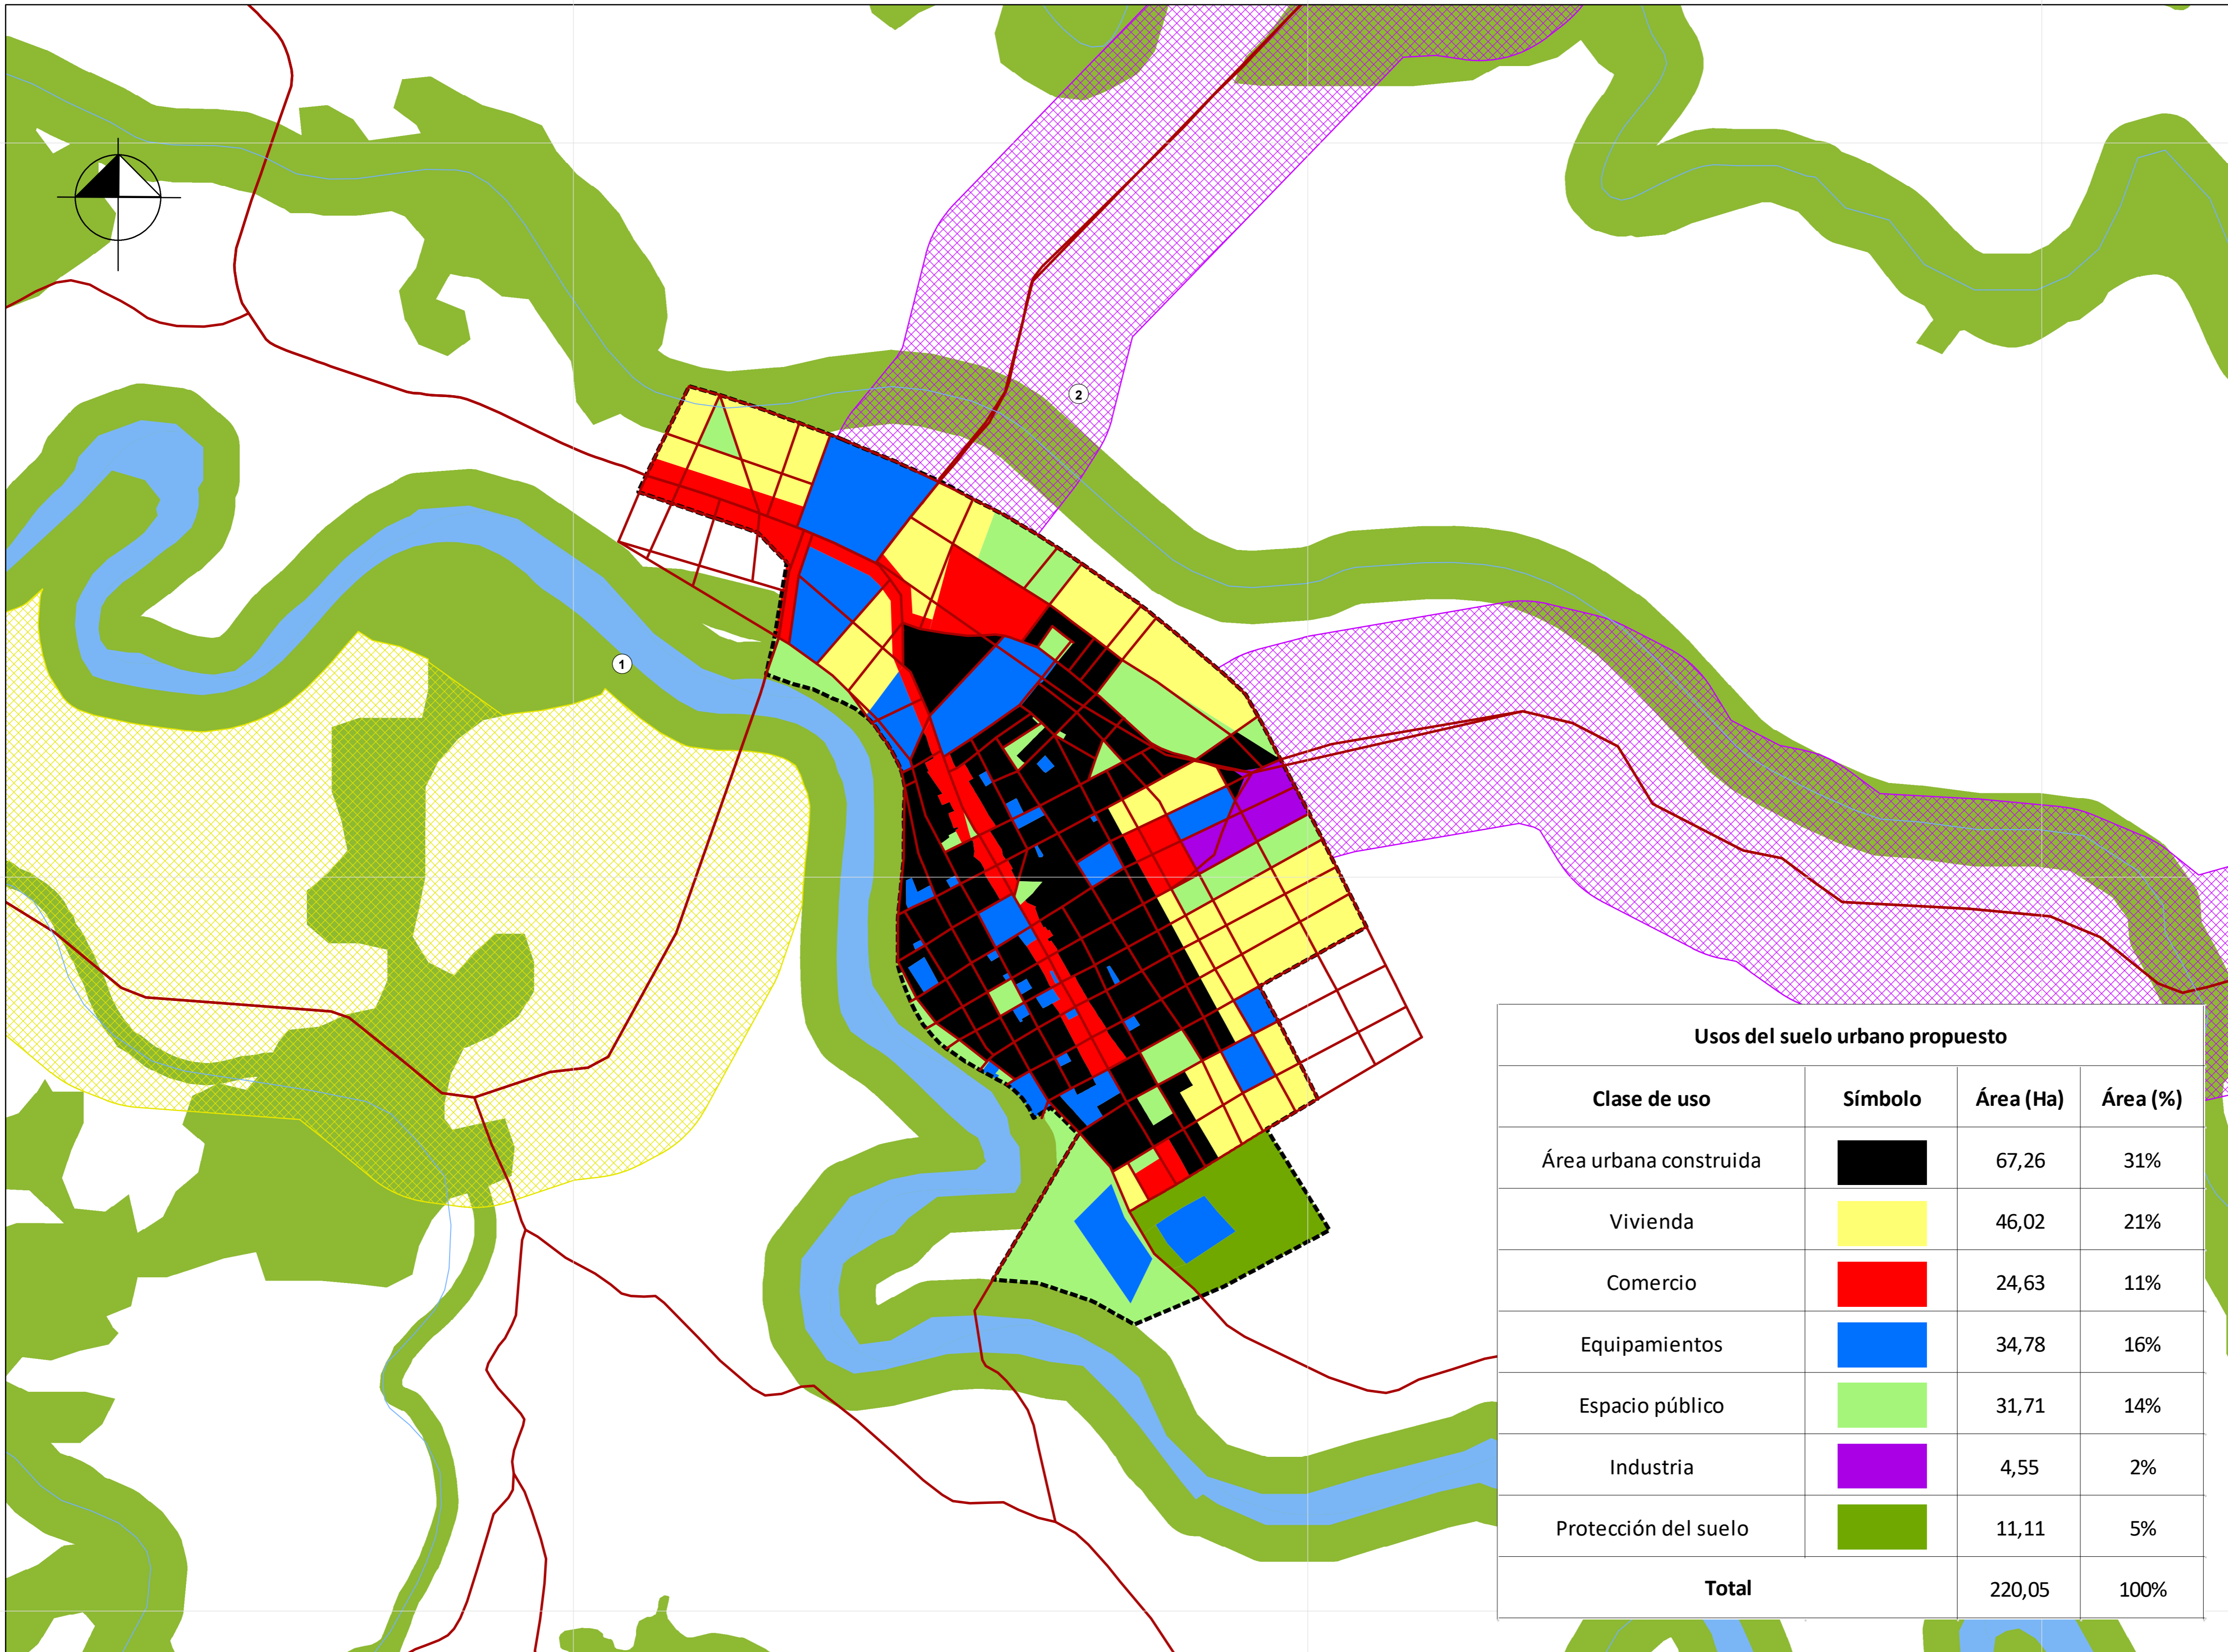 2
1
Usos del suelo urbano propuesto
Clase de uso Símbolo Área (Ha) Área (%)
Área urbana construida 67,26 31%
Vivienda 46,02 21%
Comercio 24,63 11%
Equipamientos 34,78 16%
Espacio público 31,71 14%
Industria 4,55 2%
Protección del suelo 11,11 5%
Total 220,05 100%